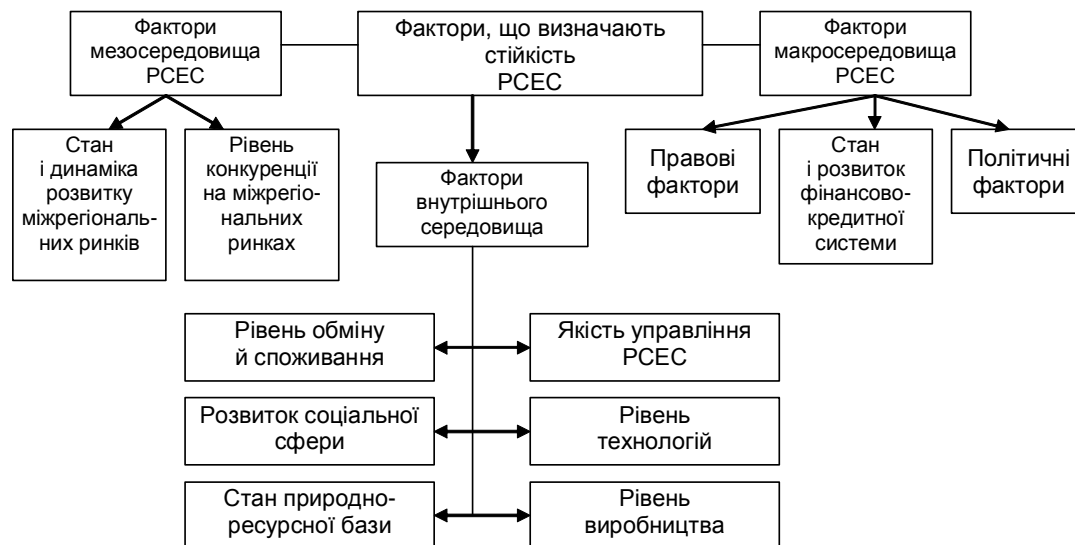 Фактори
мезосередовища
РСЕС
Фактори, що визначають
стійкість
РСЕС
Фактори
макросередовища
РСЕС
Стан
і динаміка
розвитку
міжрегіональ-
них ринків
Рівень
конкуренції
на міжрегіо-
нальних
ринках
Фактори
внутрішнього
середовища
Правові
фактори
Стан
і розвиток
фінансово-
кредитної
системи
Політичні
фактори
Рівень обміну
й споживання
Якість управління
РСЕС
Розвиток соціальної
сфери
Рівень
технологій
Стан природно-
ресурсної бази
Рівень
виробництва